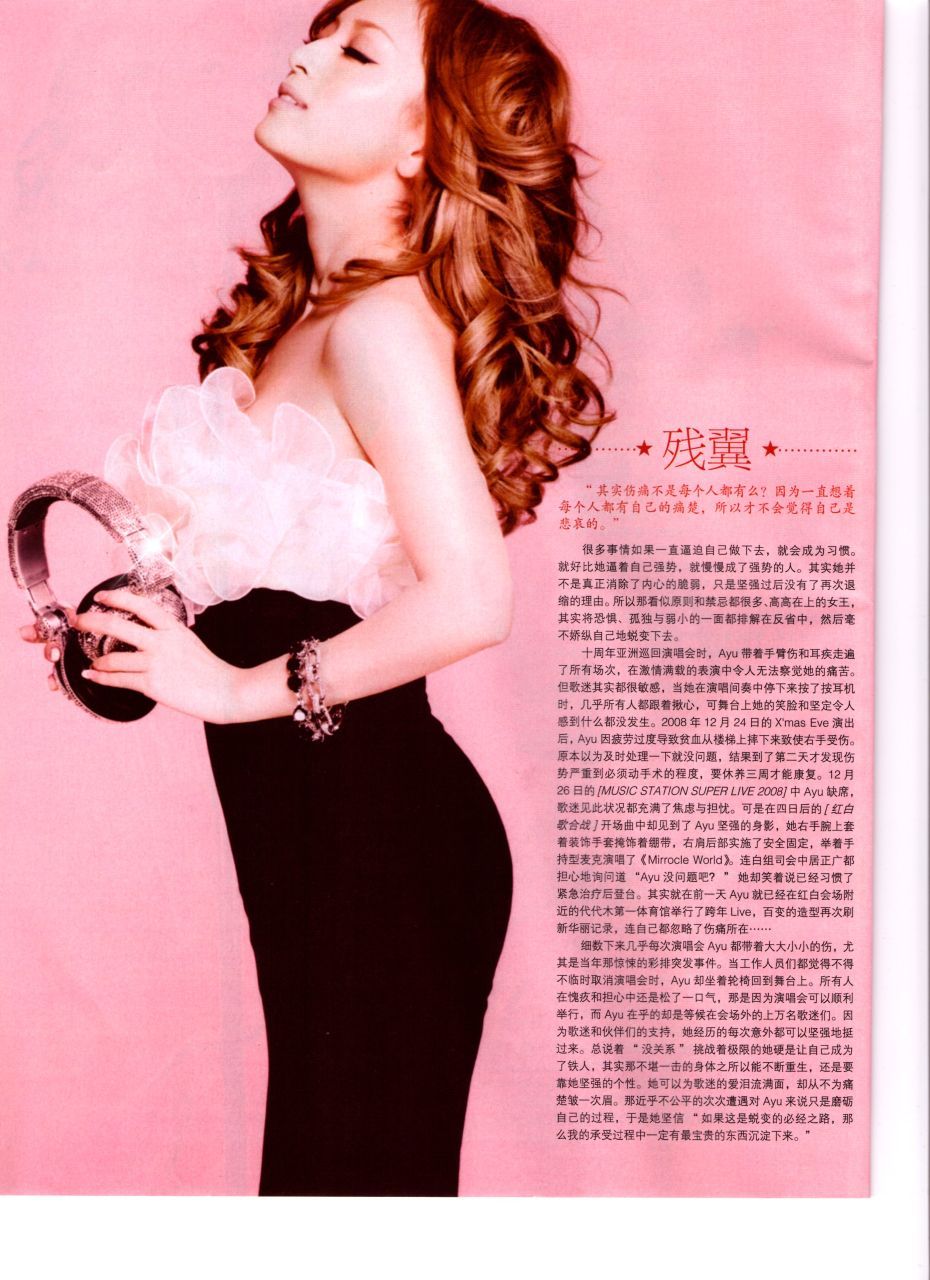 残翼
“其实伤痛不是每个人都有么？因为一直想着
每个人都有自己的痛楚，所以才不会觉得自己是
悲哀的。”
很多事情如果一直逼迫自己做下去，就会成为习惯。
就好比她逼着自己强势，就慢慢成了强势的人。其实她并
不是真正消除了内心的脆弱，只是坚强过后没有了再次退
缩的理由。所以那看似原则和禁忌都很多、高高在上的女王，
其实将恐惧、孤独与弱小的一面都排解在反省中，然后毫
不娇纵自己地蜕变下去。
十周年亚洲巡回演唱会时，Ayu 带着手臂伤和耳疾走遍
了所有场次，在激情满载的表演中令人无法察觉她的痛苦。
但歌迷其实都很敏感，当她在演唱间奏中停下来按了按耳机
时，几乎所有人都跟着揪心，可舞台上她的笑脸和坚定令人
感到什么都没发生。2008 年 12 月 24 日的 X'mas Eve 演出
后，Ayu 因疲劳过度导致贫血从楼梯上摔下来致使右手受伤。
原本以为及时处理一下就没问题，结果到了第二天才发现伤
势严重到必须动手术的程度，要休养三周才能康复。12 月
26 日的 [MUSIC STATION SUPER LIVE 2008] 中 Ayu 缺席，
歌迷见此状况都充满了焦虑与担忧。可是在四日后的 [ 红白
歌合战 ] 开场曲中却见到了 Ayu 坚强的身影，她右手腕上套
着装饰手套掩饰着绷带，右肩后部实施了安全固定，举着手
持型麦克演唱了《Mirrocle World》。连白组司会中居正广都
担心地询问道 “Ayu 没问题吧？” 她却笑着说已经习惯了
紧急治疗后登台。其实就在前一天 Ayu 就已经在红白会场附
近的代代木第一体育馆举行了跨年 Live，百变的造型再次刷
新华丽记录，连自己都忽略了伤痛所在……
细数下来几乎每次演唱会 Ayu 都带着大大小小的伤，尤
其是当年那惊悚的彩排突发事件。当工作人员们都觉得不得
不临时取消演唱会时，Ayu 却坐着轮椅回到舞台上。所有人
在愧疚和担心中还是松了一口气，那是因为演唱会可以顺利
举行，而 Ayu 在乎的却是等候在会场外的上万名歌迷们。因
为歌迷和伙伴们的支持，她经历的每次意外都可以坚强地挺
过来。总说着 “ 没关系 ” 挑战着极限的她硬是让自己成为
了铁人，其实那不堪一击的身体之所以能不断重生，还是要
靠她坚强的个性。她可以为歌迷的爱泪流满面，却从不为痛
楚皱一次眉。那近乎不公平的次次遭遇对 Ayu 来说只是磨砺
自己的过程，于是她坚信 “ 如果这是蜕变的必经之路，那
么我的承受过程中一定有最宝贵的东西沉淀下来。”